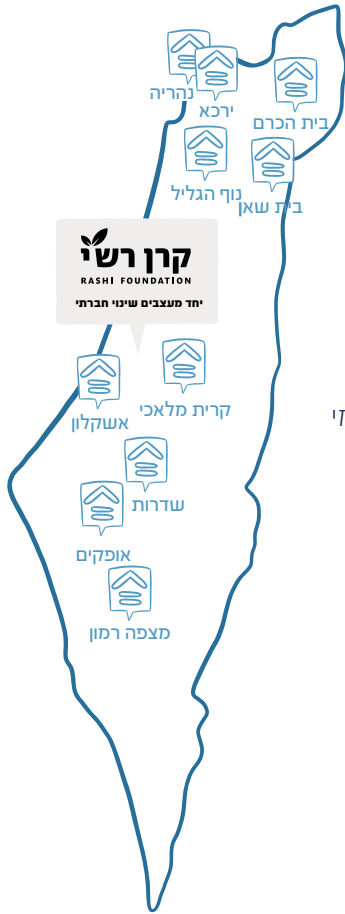 נהריה
ירכא
בית הכרם
נוף הגליל
בית שאן
קרן רש"י
RASHI FOUNDATION
יחד מעצבים שינוי חברתי
קרית מלאכי
אשקלון
שדרות
אופקים
מצפה רמון